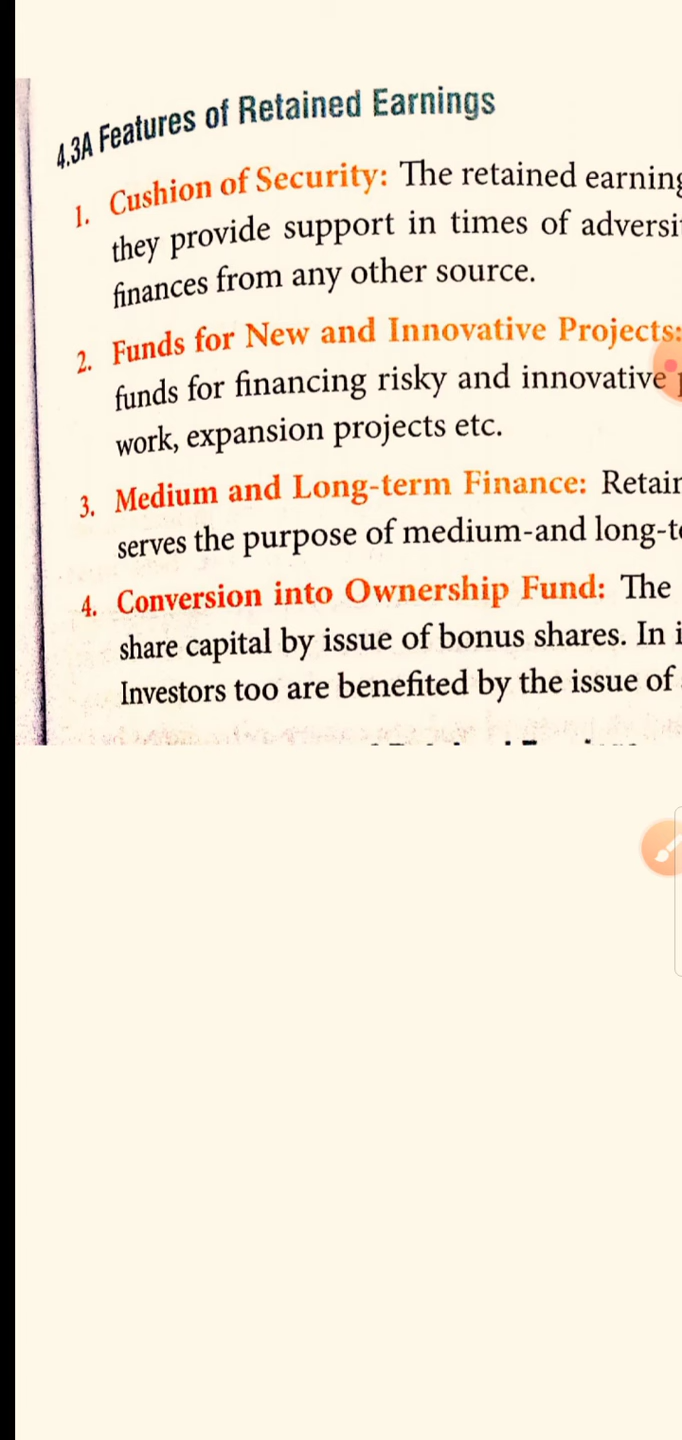 4.3A Features of Retained Earnings
1. Cushion of Security: The retained earning
they provide support in times of adversi
finances from any other source.
2. Funds for New and Innovative Projects:
funds for financing risky and innovative
work, expansion projects etc.
3. Medium and Long-term Finance: Retain
serves the purpose of medium-and long-te
4. Conversion into Ownership Fund: The
share capital by issue of bonus shares. In i
Investors too are benefited by the issue of